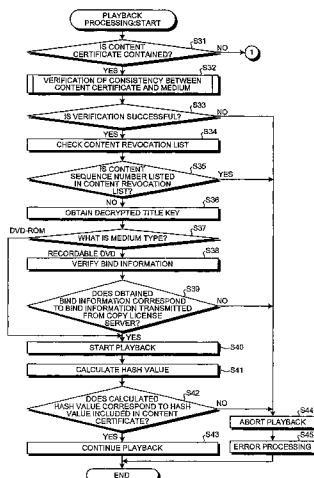 PLAYBACK
PROCESSING:START
S31
IS CONTENT
CERTIFICATE CONTAINED?
NO
1
YES
S32
VERIFICATION OF CONSISTENCY BETWEEN
CONTENT CERTIFICATE AND MEDIUM
S33
IS VERIFICATION SUCCESSFUL?
NO
YES
S34
CHECK CONTENT REVOCATION LIST
S35
IS
CONTENT
SEQUENCE NUMBER LISTED
IN CONTENT REVOCATION
LIST?
YES
NO
S36
OBTAIN DECRYPTED TITLE KEY
S37
DVD-ROM
WHAT IS MEDIUM TYPE?
RECORDABLE DVD
S38
VERIFY BIND INFORMATION
S39
DOES OBTAINED
BIND INFORMATION CORRESPOND
TO BIND INFORMATION TRANSMITTED
FROM COPY LICENSE
SERVER?
NO
YES
S40
START PLAYBACK
S41
CALCULATE HASH VALUE
S42
DOES CALCULATED
HASH VALUE CORRESPOND TO HASH
VALUE INCLUDED IN CONTENT
CERTIFICATE?
NO
S44
ABORT PLAYBACK
YES
S43
CONTINUE PLAYBACK
S45
ERROR PROCESSING
END